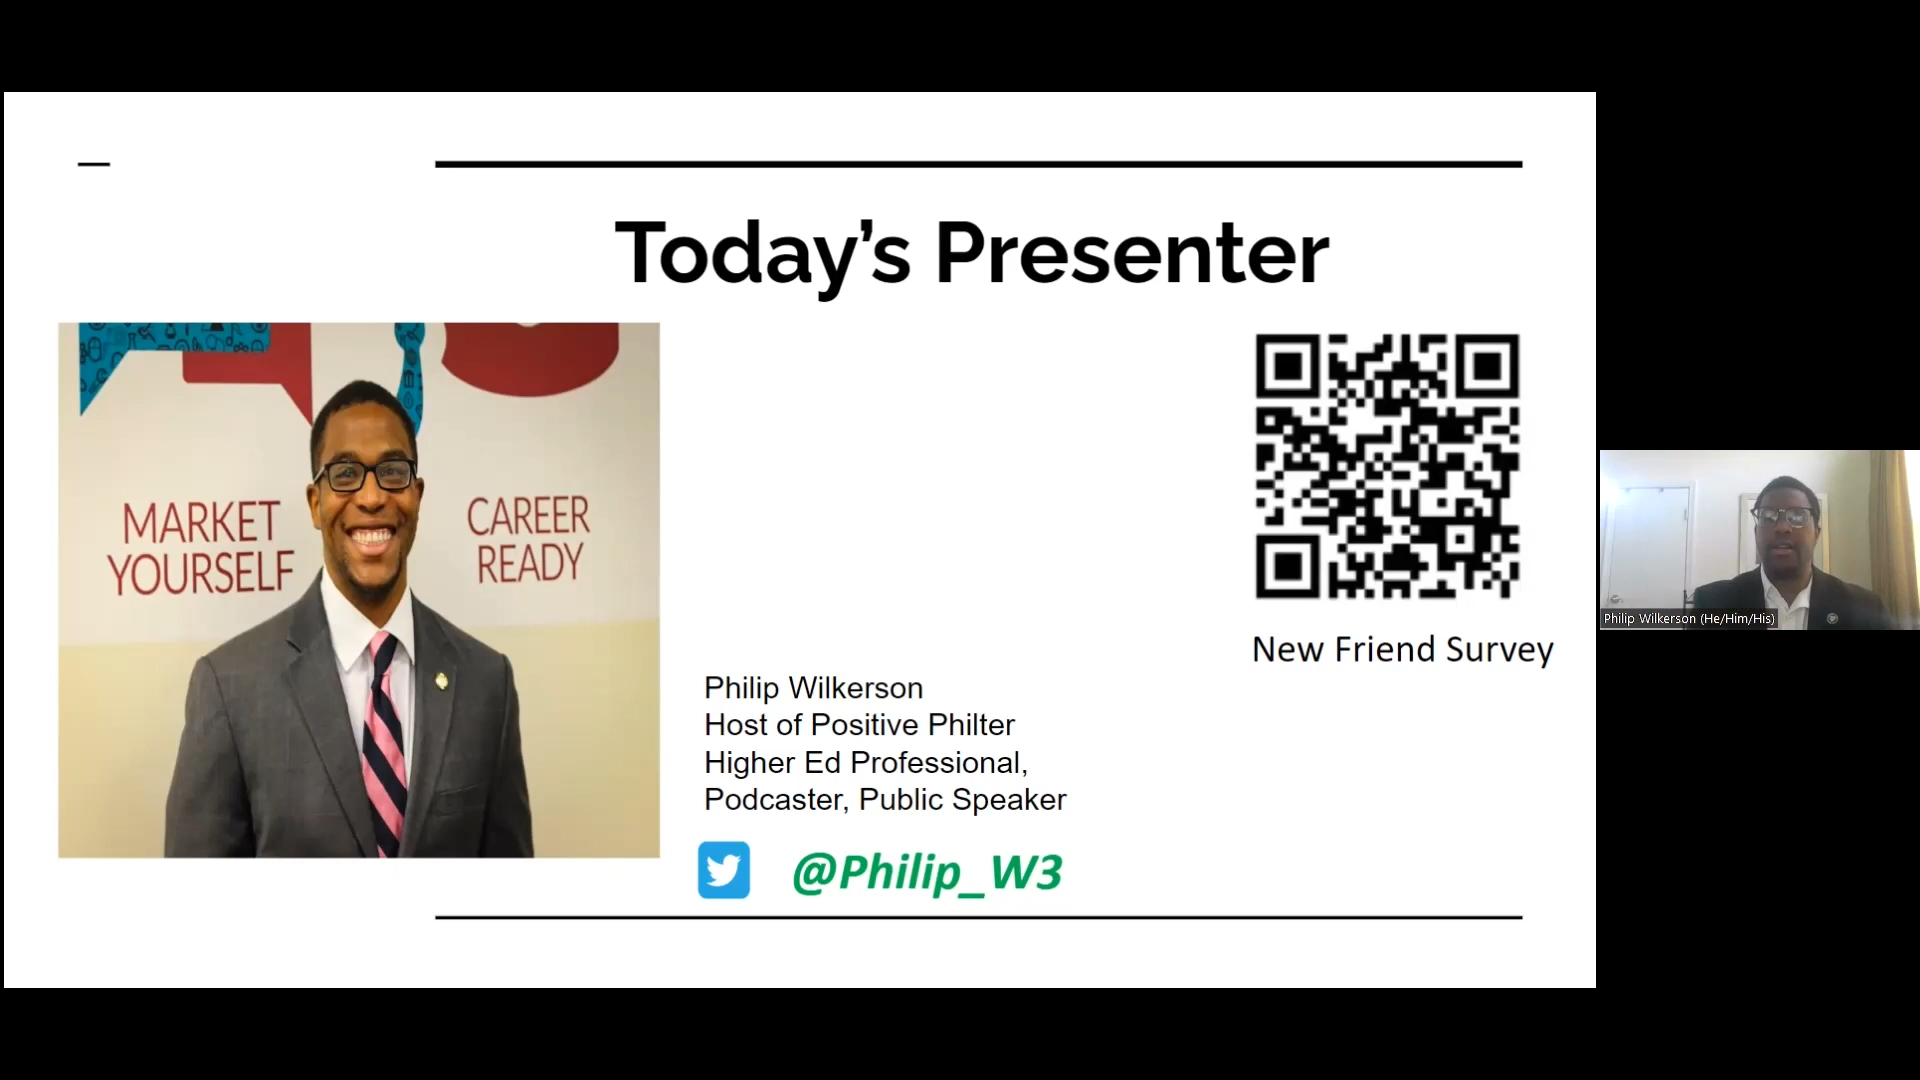 Today’s Presenter
MARKET
YOURSELF
CAREER
READY
New Friend Survey
Philip Wilkerson
Host of Positive Philter
Higher Ed Professional,
Podcaster, Public Speaker
@Philip_W3
Philip Wilkerson (He/Him/His)